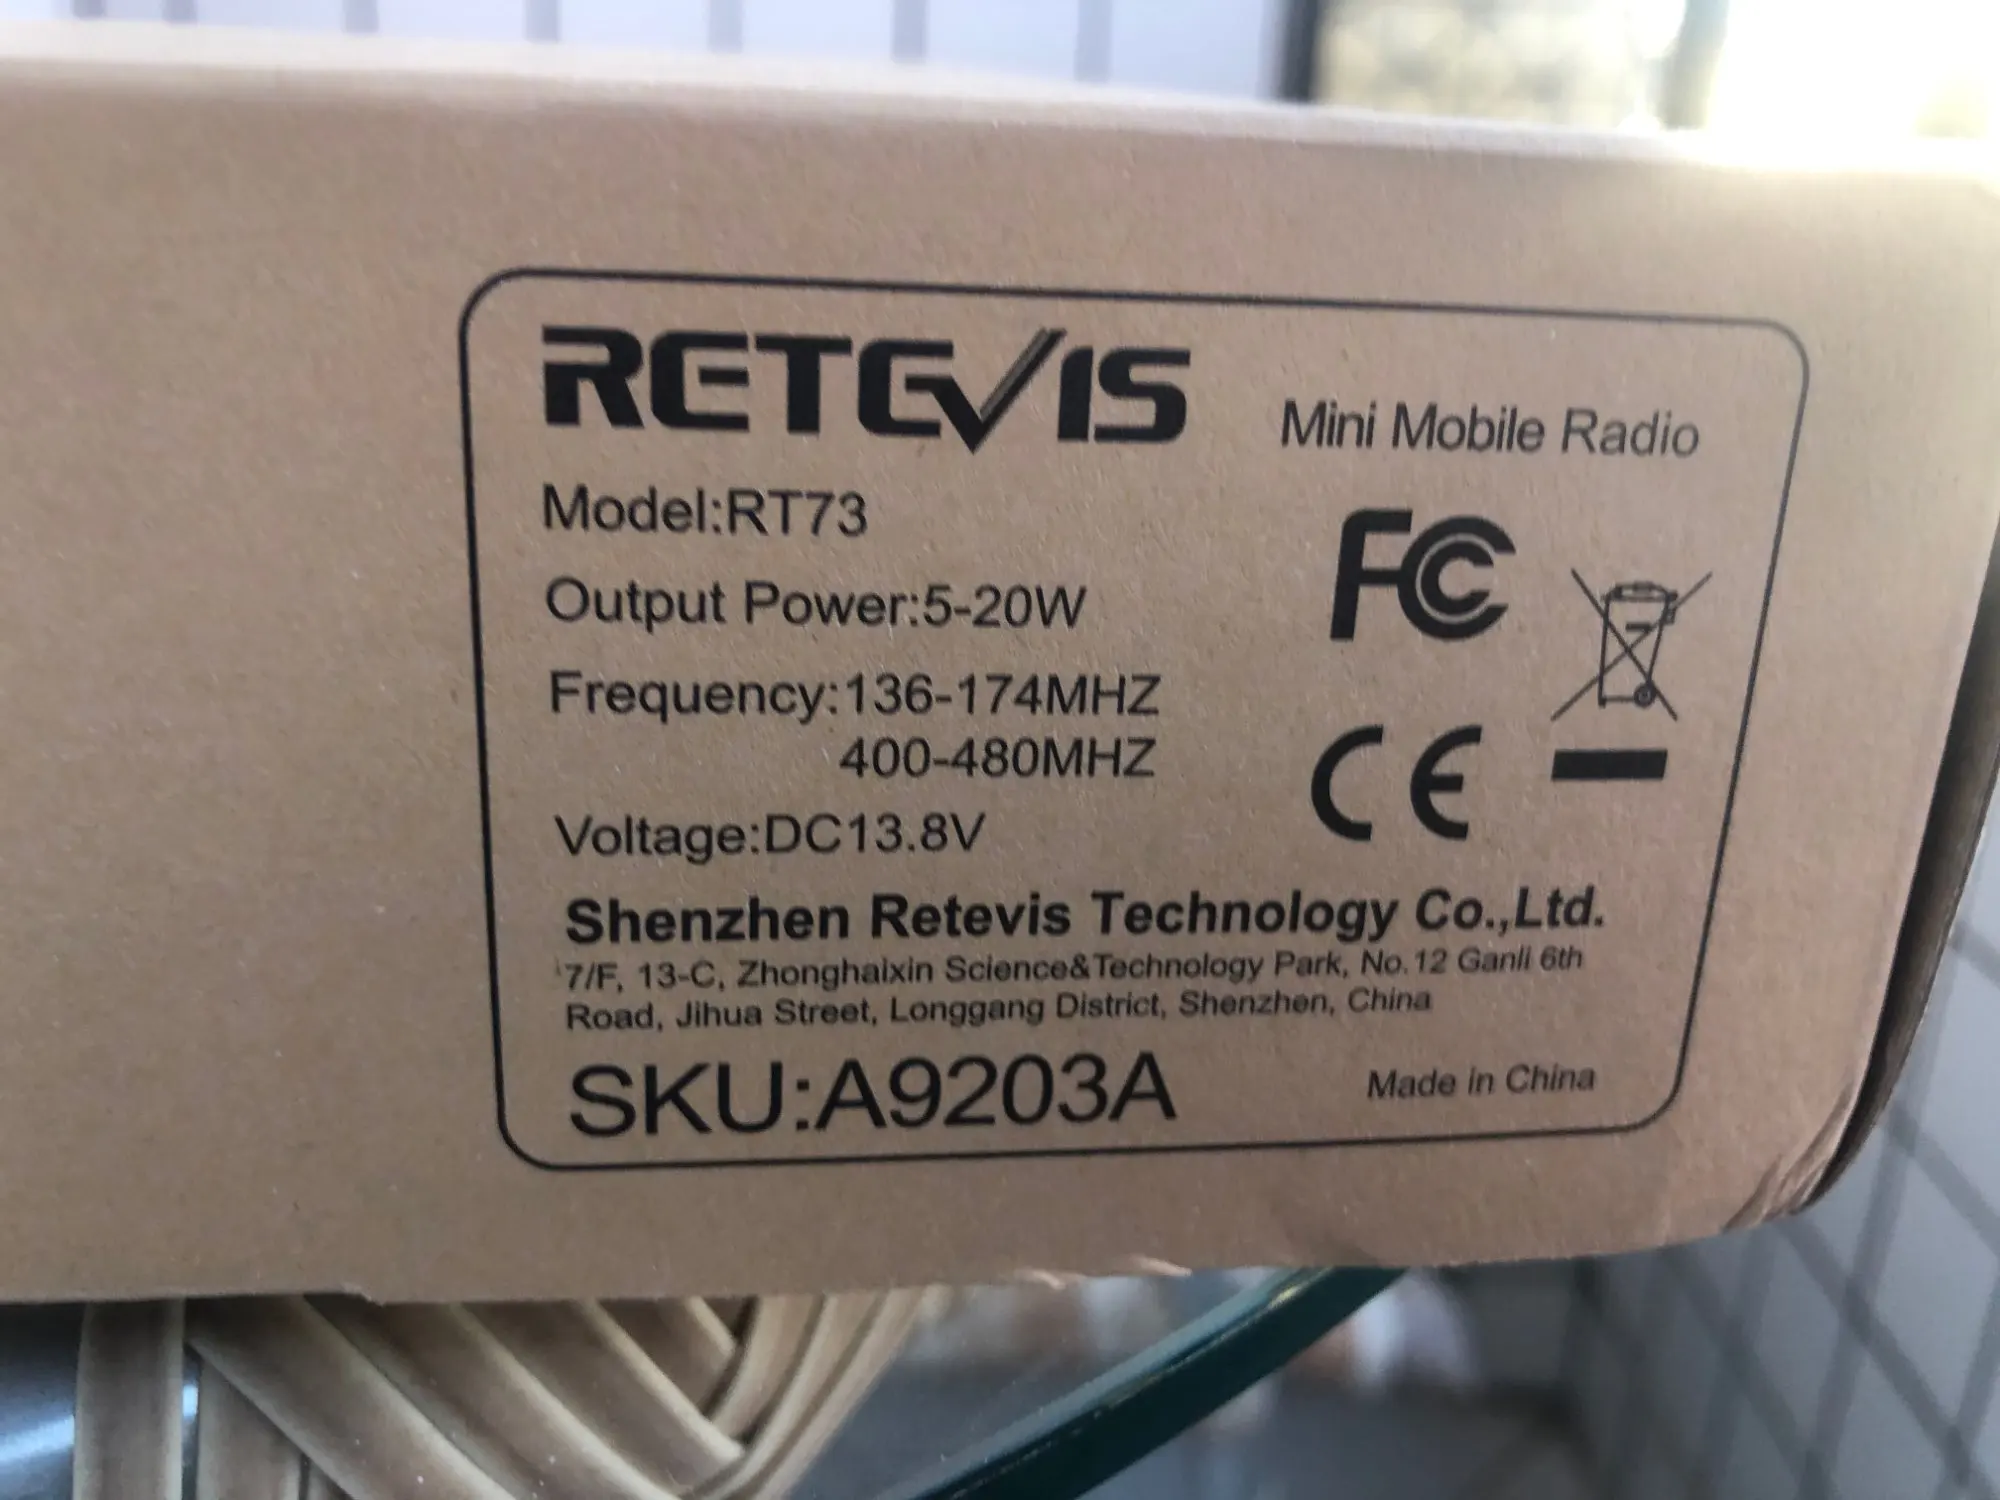 RETEVIS
Mini Mobile Radio
Model:RT73
Output Power:5-20W
Frequency:136-174MHZ
400-480MHZ
Voltage:DC13.8V
FC
CE
Shenzhen Retevis Technology Co.,Ltd.
7/F, 13-C, Zhonghaixin Science&Technology Park, No.12 Ganli 6th
Road, Jihua Street, Longgang District, Shenzhen, China
SKU:A9203A
Made in China